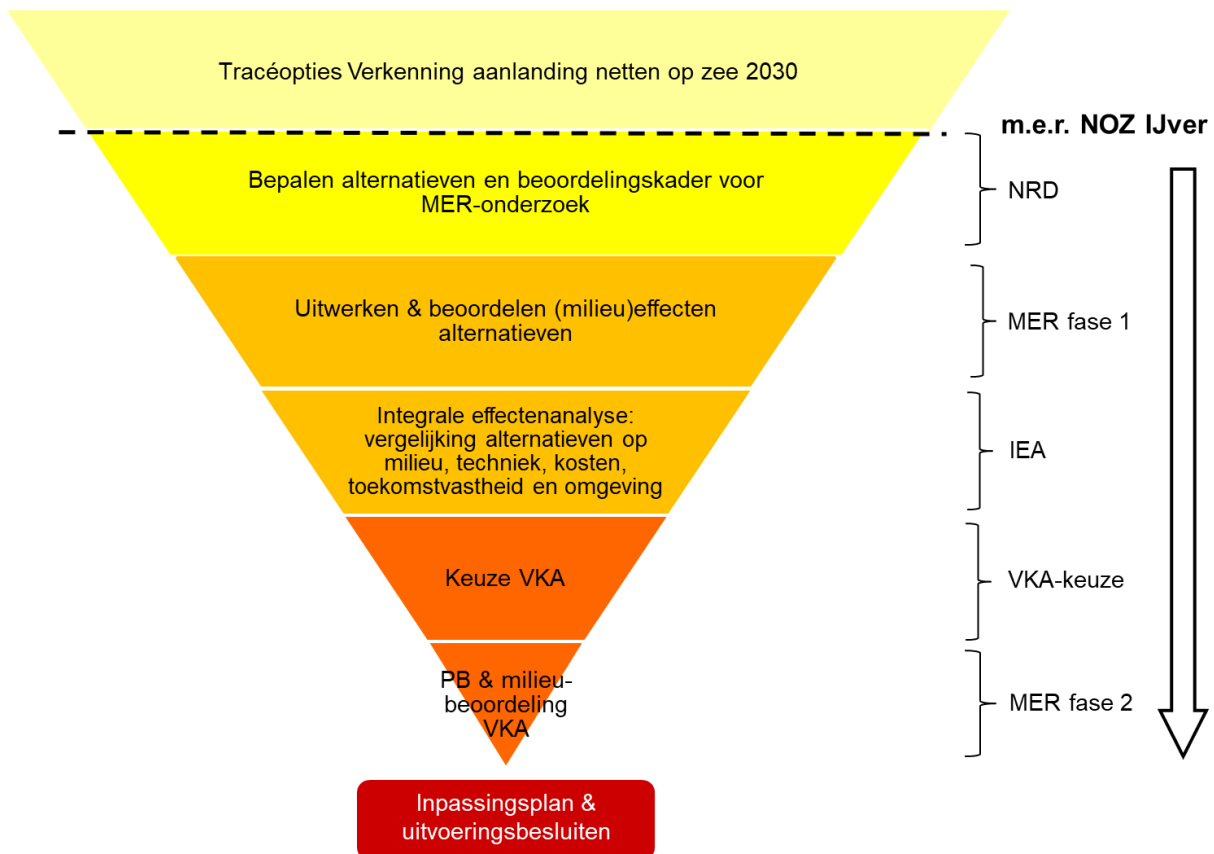 Tracéopties Verkenning aanlanding netten op zee 2030
m.e.r. NOZ IJver
Bepalen alternatieven en beoordelingskader voor
MER-onderzoek
NRD
Uitwerken & beoordelen (milieu)effecten
alternatieven
MER fase 1
Integrale effectenanalyse:
vergelijking alternatieven op
milieu, techniek, kosten,
toekomstvastheid en omgeving
IEA
Keuze VKA
VKA-keuze
PB & milieu-
beoordeling
VKA
MER fase 2
Inpassingsplan &
uitvoeringsbesluiten